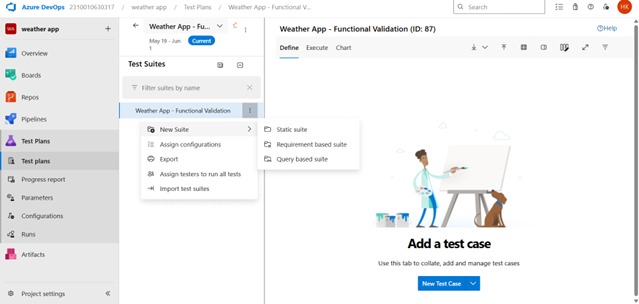 Azure DevOps 2310010630317 / weather app / Test Plans / Weather App - Functional V...
Search
HK
WA weather app
Overview
Boards
Repos
Pipelines
Test Plans
Test plans
Progress report
Parameters
Configurations
Runs
Artifacts
Project settings
Weather App - Fu...
May 19 - Jun 1
Current
Test Suites
Filter suites by name
Weather App - Functional Validation
New Suite
Assign configurations
Export
Assign testers to run all tests
Import test suites
Static suite
Requirement based suite
Query based suite
Weather App - Functional Validation (ID: 87)
Help
Define Execute Chart
Add a test case
Use this tab to collate, add and manage test cases
New Test Case